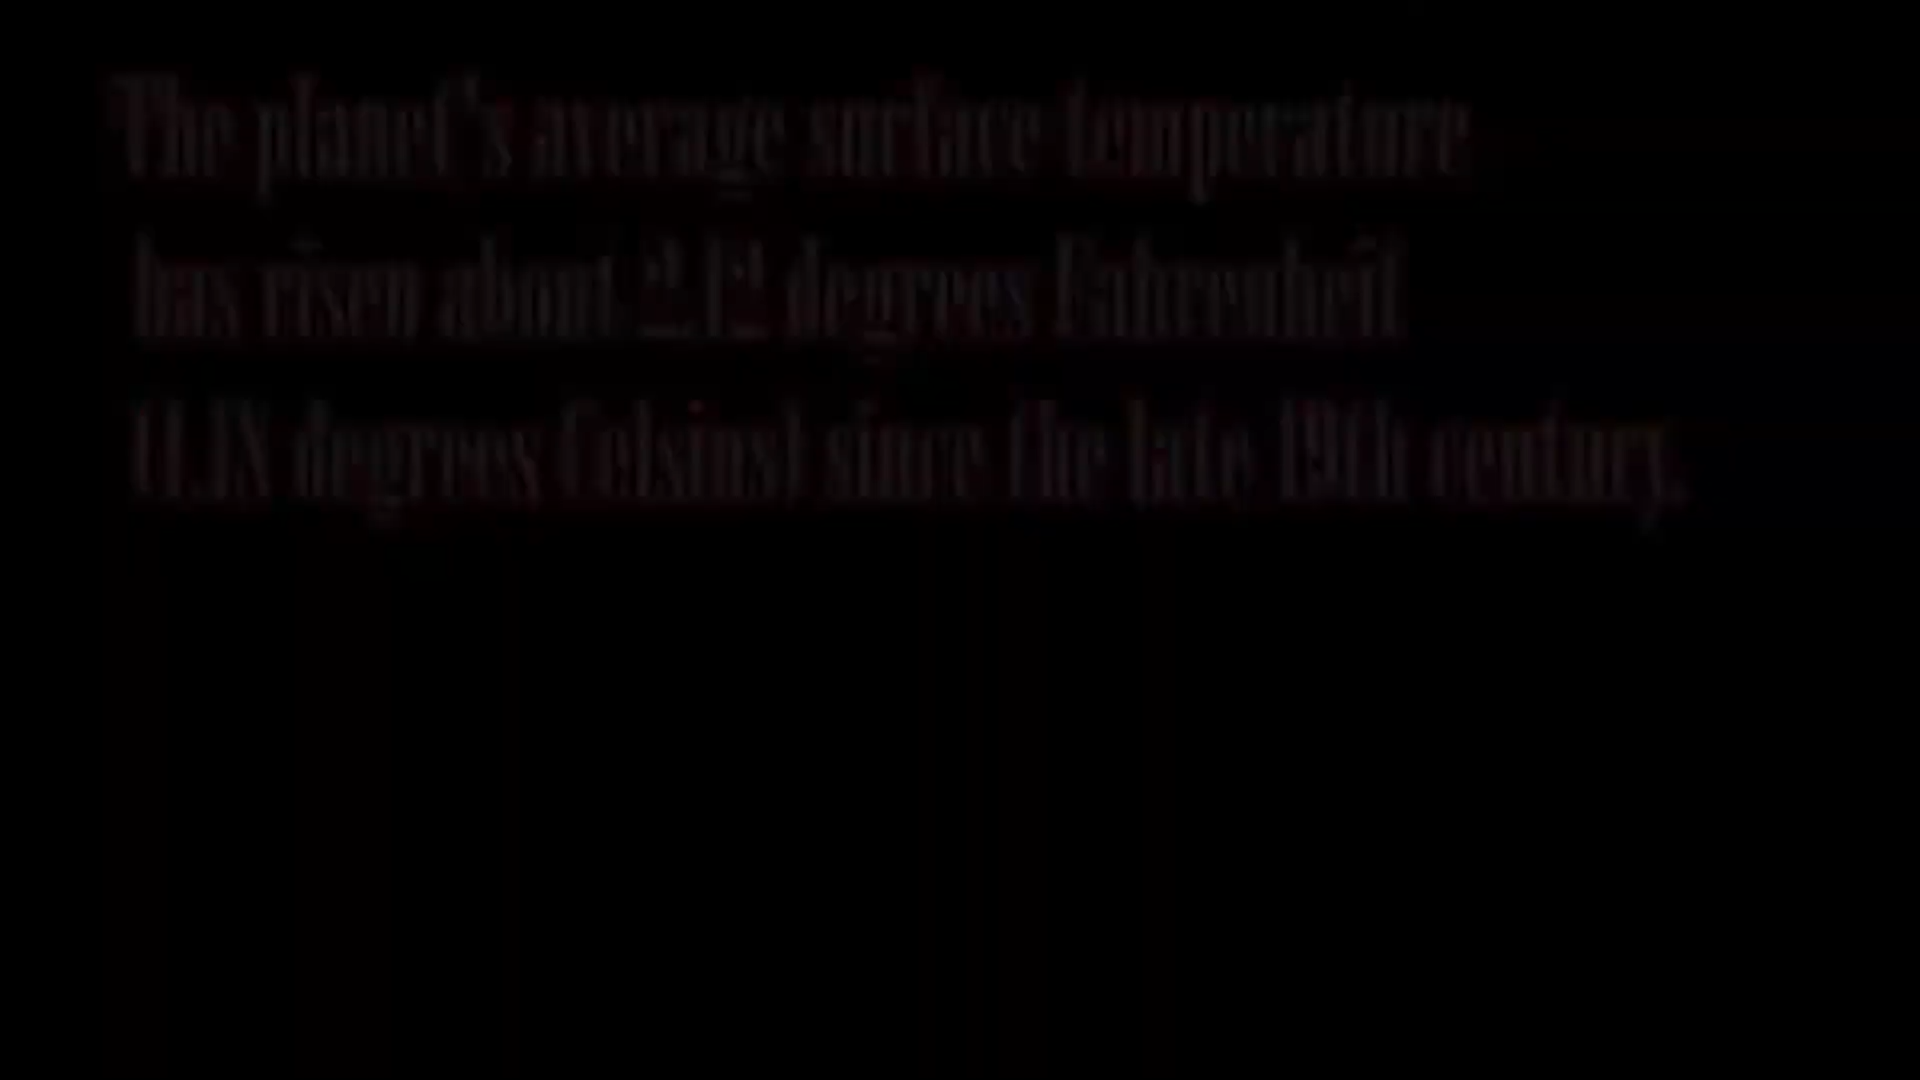 The planet's average surface temperature
has risen about 2.12 degrees Fahrenheit
(1.18 degrees Celsius) since the late 19th century.